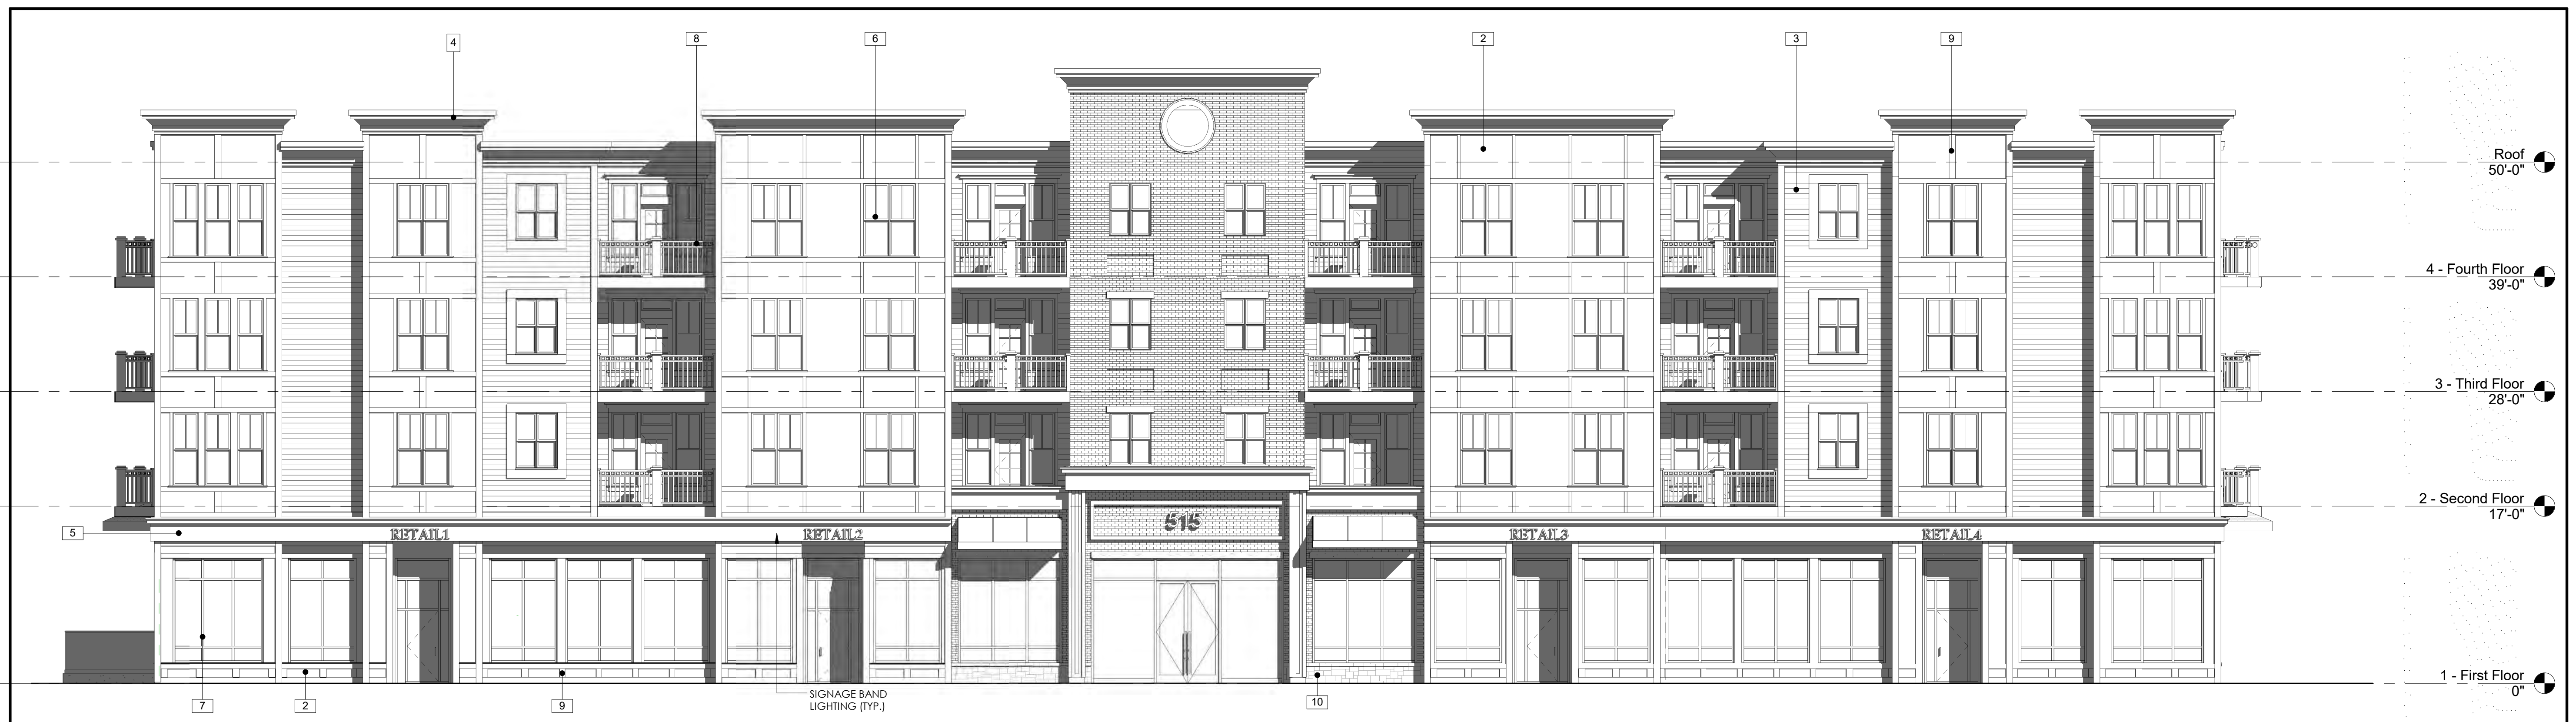 4
8
6
2
3
9
Roof
50'-0"
4 - Fourth Floor
39'-0"
3 - Third Floor
28'-0"
2 - Second Floor
17'-0"
5
RETAIL1
RETAIL2
515
RETAIL3
RETAIL4
1 - First Floor
0"
7
2
9
SIGNAGE BAND
LIGHTING (TYP.)
10